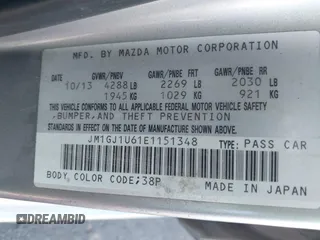 MFD. BY MAZDA MOTOR CORPORATION
GVWR/PNBV GAWR/PNBE FR GAWR/PNBE RR
10/13 4288 LB 2269 LB 2030 LB
1945 KG 1029 KG 921 KG
THIS VEHICLE CONFORMS TO ALL APPLICABLE
FEDERAL MOTOR VEHICLE SAFETY,
BUMPER, AND THEFT PREVENTION
STANDARDS IN EFFECT ON THE DATE OF
MANUFACTURE SHOWN ABOVE.
JM1GJ1U61E1151348 TYPE: PASS CAR
BODY COLOR CODE:38P MADE IN JAPAN
DREAMBID